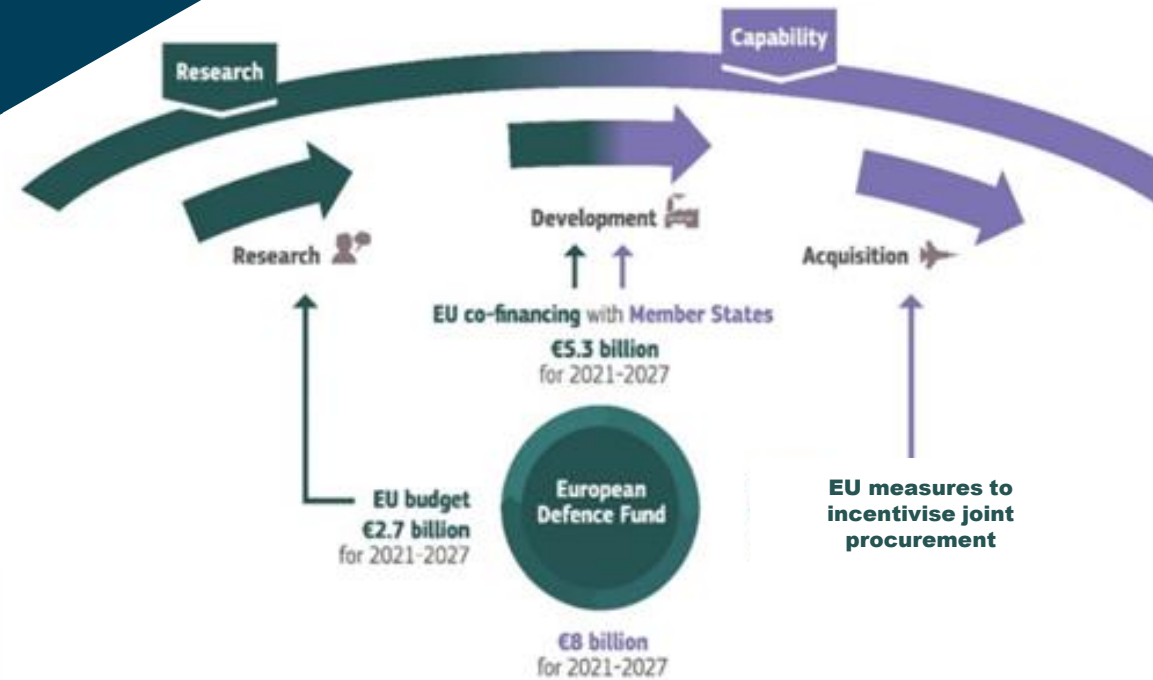 Research
Capability
Research
Development
Acquisition
EU co-financing with Member States
€5.3 billion
for 2021-2027
EU budget
€2.7 billion
for 2021-2027
European
Defence Fund
€8 billion
for 2021-2027
EU measures to
incentivise joint
procurement